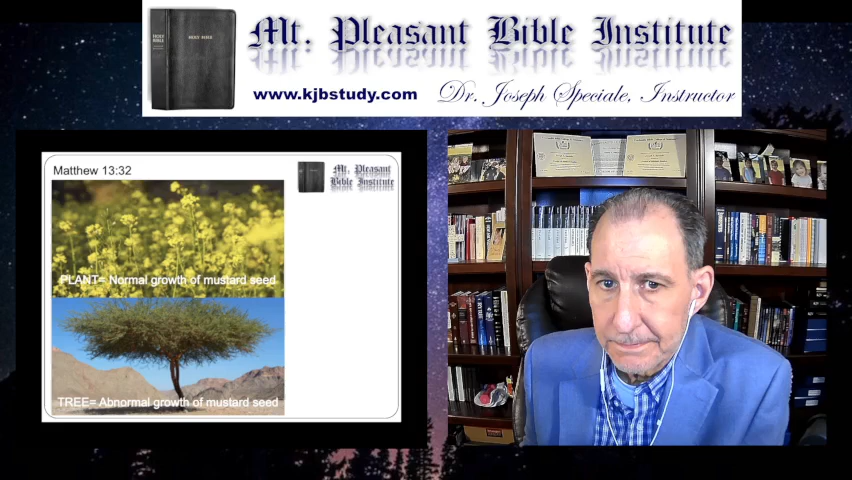 Mt. Pleasant Bible Institute
HOLY BIBLE
HOLY BIBLE
www.kjbstudy.com
Dr. Joseph Speciale, Instructor
Matthew 13:32
Mt. Pleasant
Bible Institute
PLANT= Normal growth of mustard seed
TREE= Abnormal growth of mustard seed